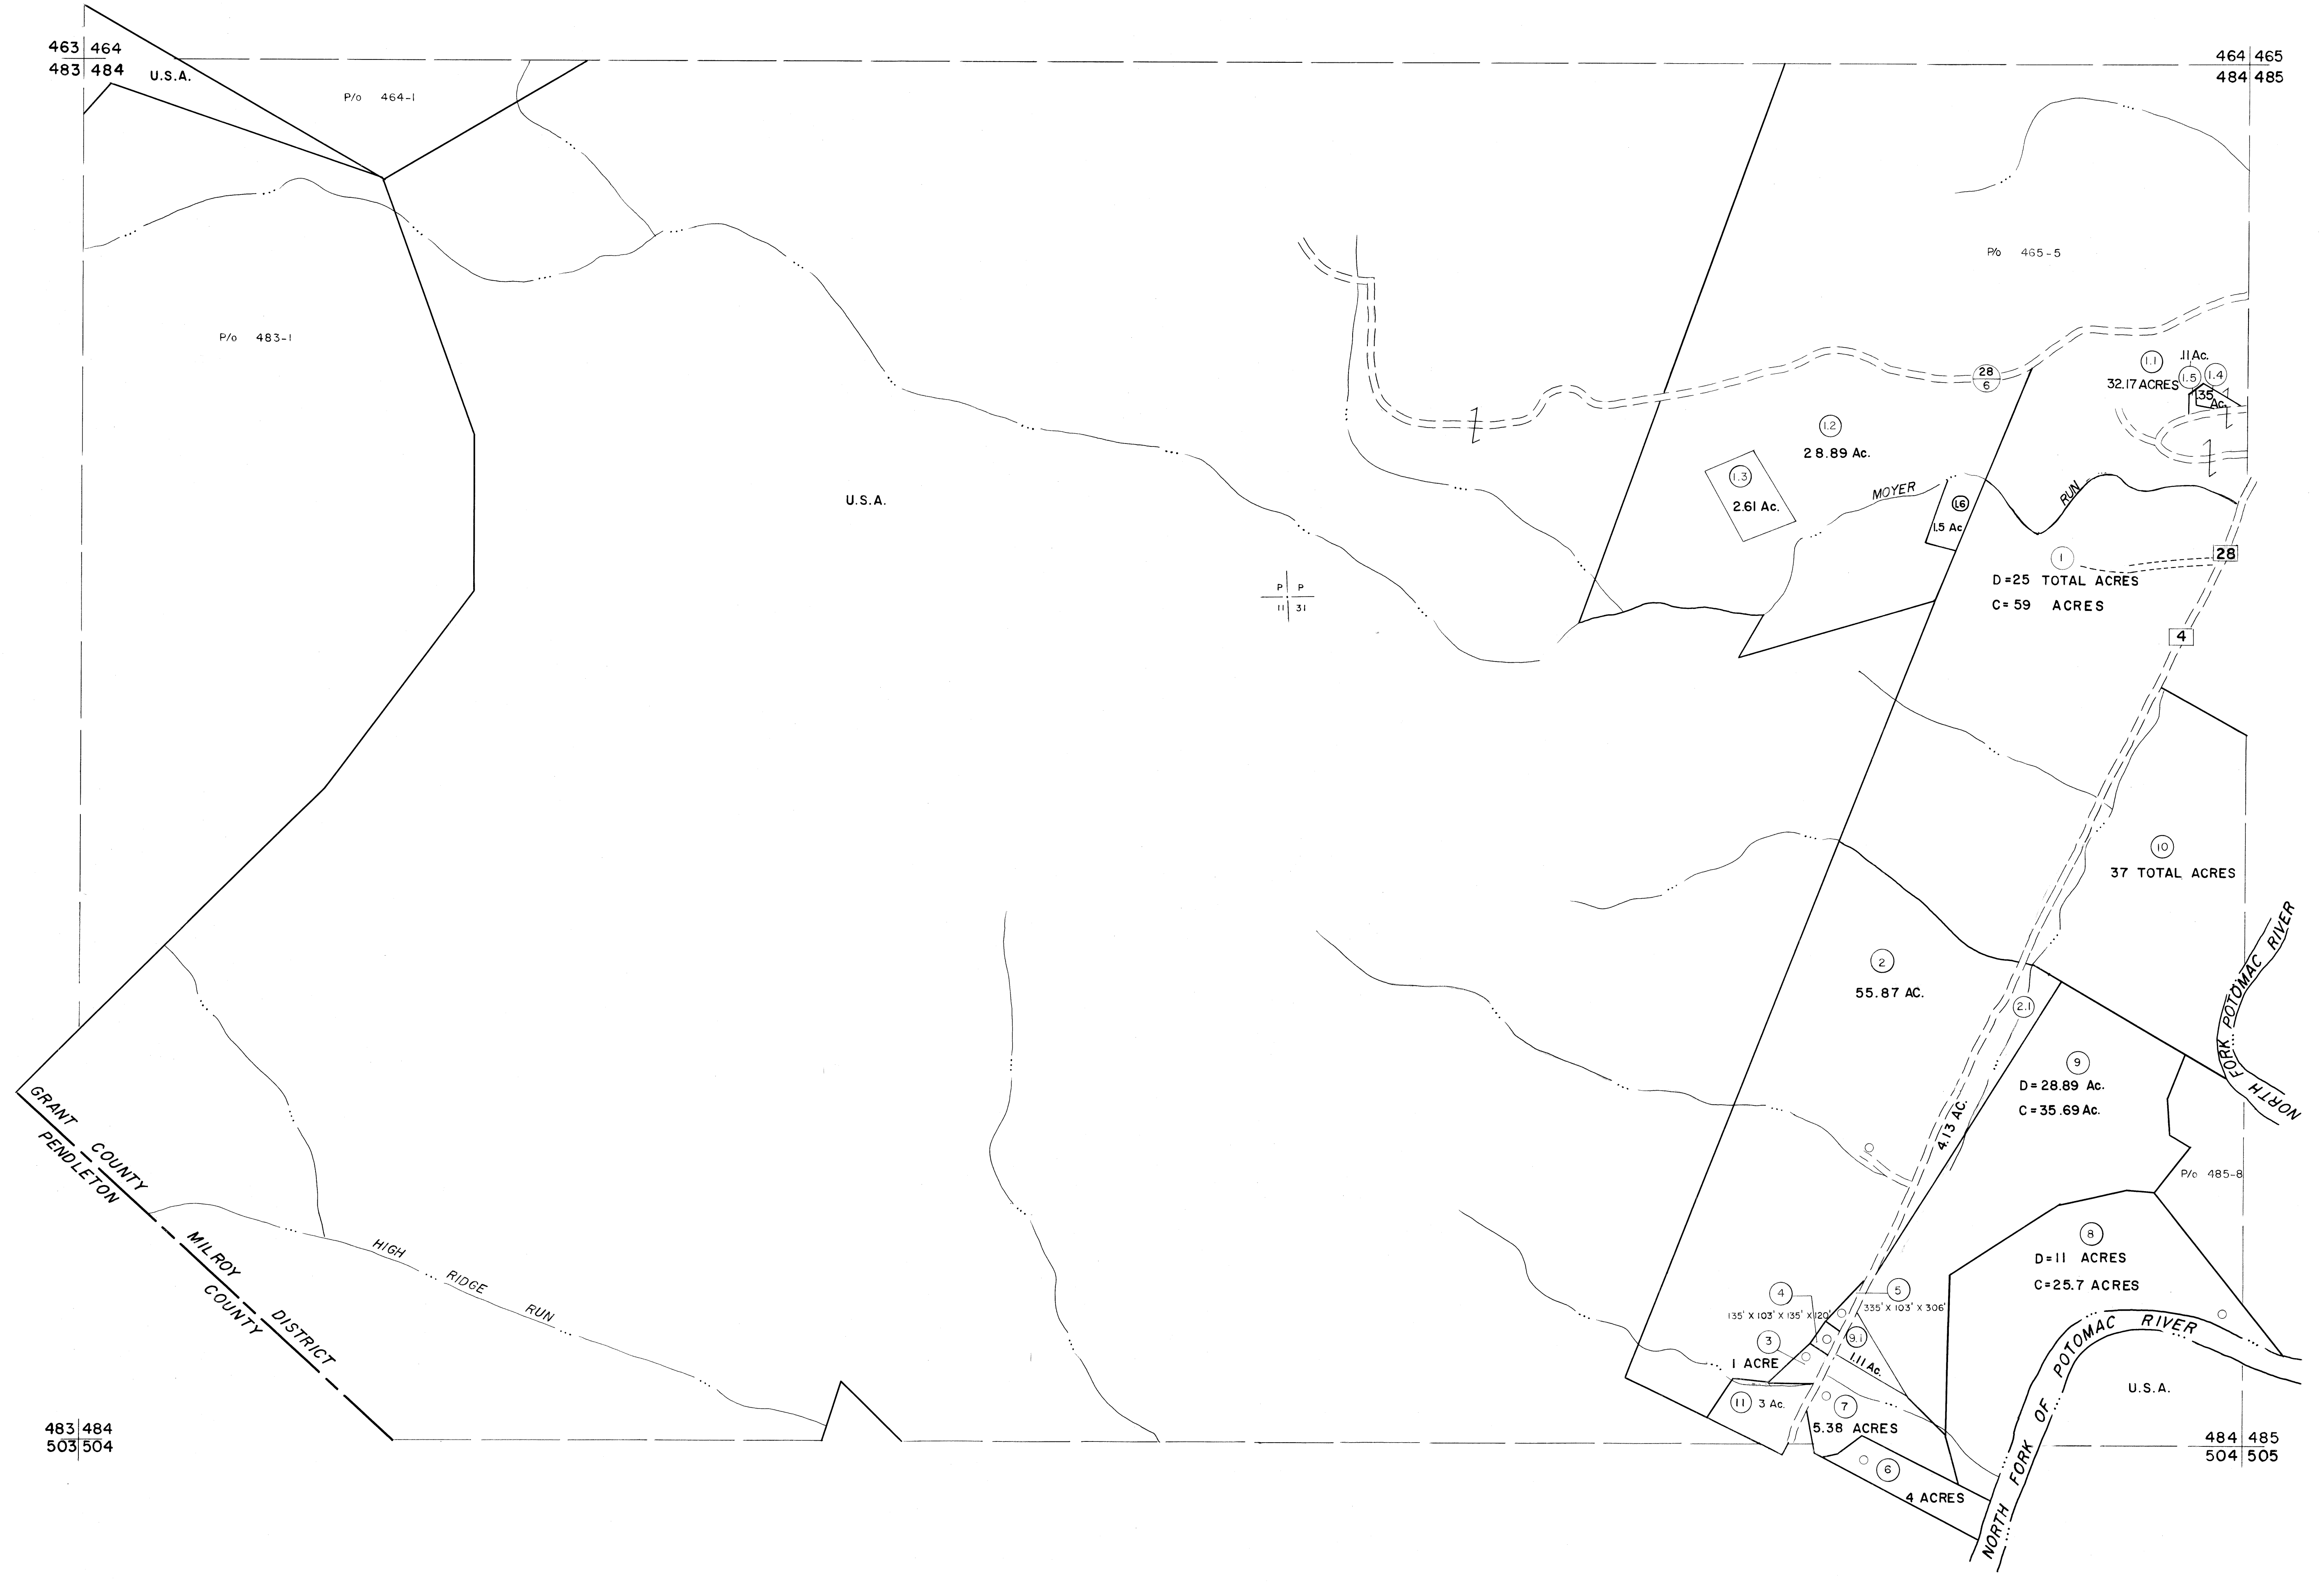 463 464
483 484
U.S.A.
P/o 464-1
464 465
484 485
P/o 465-5
P/o 483-1
28
6
1.1
.11 Ac.
32.17 ACRES
1.5
1.4
.35
Ac.
1.2
28.89 Ac.
1.3
2.61 Ac.
MOYER
RUN
1.6
1.5 Ac
U.S.A.
P P
11 31
1
D=25 TOTAL ACRES
C=59 ACRES
28
4
10
37 TOTAL ACRES
2
55.87 AC.
2.1
4.13 AC.
NORTH FORK POTOMAC RIVER
9
D=28.89 Ac.
C=35.69 Ac.
P/o 485-8
GRANT COUNTY
PENDLETON COUNTY
MILROY DISTRICT
HIGH RIDGE RUN
8
D=11 ACRES
C=25.7 ACRES
4
135' X 103' X 135' X 120'
5
335' X 103' X 306'
3
1 ACRE
9.1
1.11 Ac.
11 3 Ac.
7
5.38 ACRES
6
4 ACRES
NORTH FORK OF POTOMAC RIVER
U.S.A.
483 484
503 504
484 485
504 505